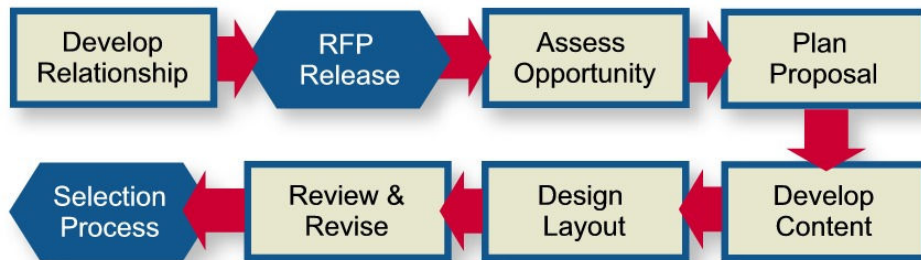 Develop
Relationship
RFP
Release
Assess
Opportunity
Plan
Proposal
Develop
Content
Design
Layout
Review &
Revise
Selection
Process